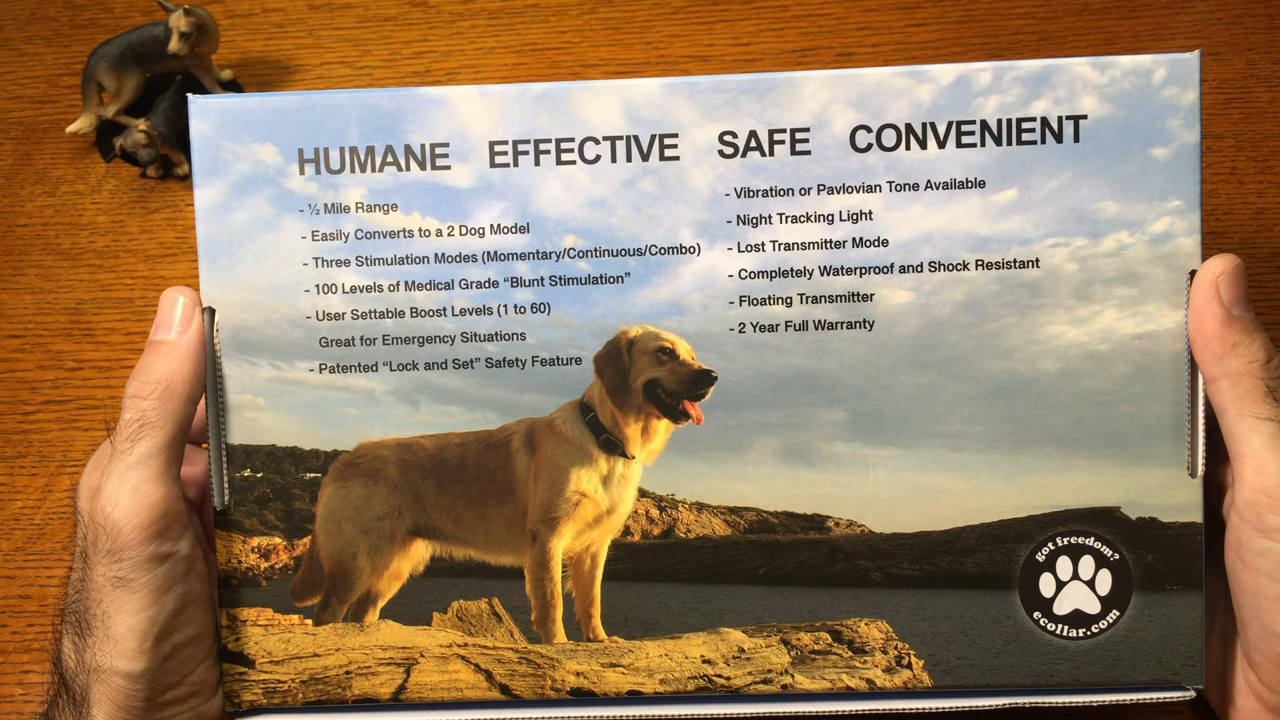 HUMANE EFFECTIVE SAFE CONVENIENT
- ½ Mile Range
- Easily Converts to a 2 Dog Model
- Three Stimulation Modes (Momentary/Continuous/Combo)
- 100 Levels of Medical Grade “Blunt Stimulation”
- User Settable Boost Levels (1 to 60)
Great for Emergency Situations
- Patented “Lock and Set” Safety Feature
- Vibration or Pavlovian Tone Available
- Night Tracking Light
- Lost Transmitter Mode
- Completely Waterproof and Shock Resistant
- Floating Transmitter
- 2 Year Full Warranty
got freedom?
ecollar.com